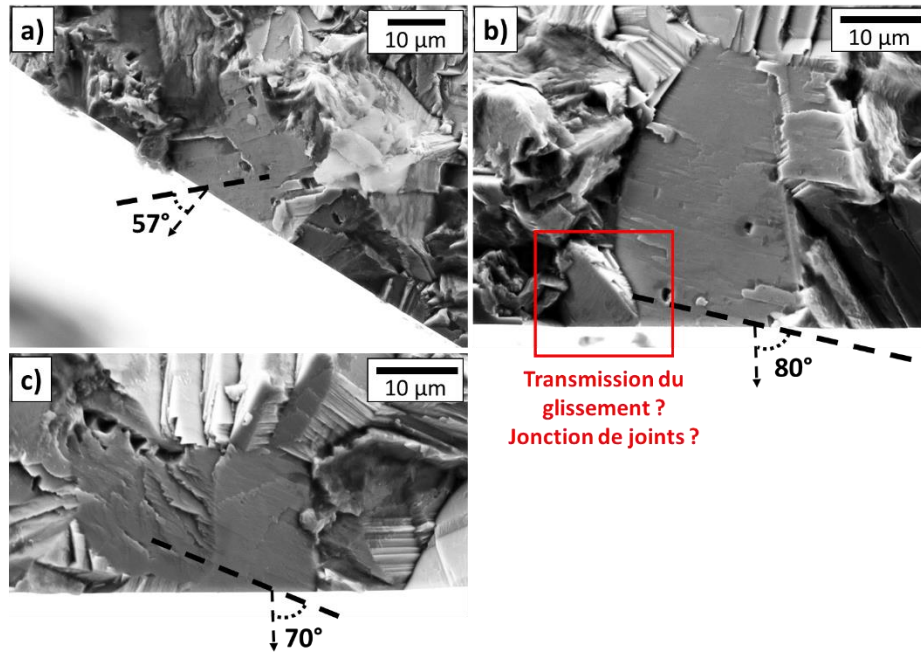 a)
10 µm
57°
b)
10 µm
80°
Transmission du
glissement ?
Jonction de joints ?
c)
10 µm
70°